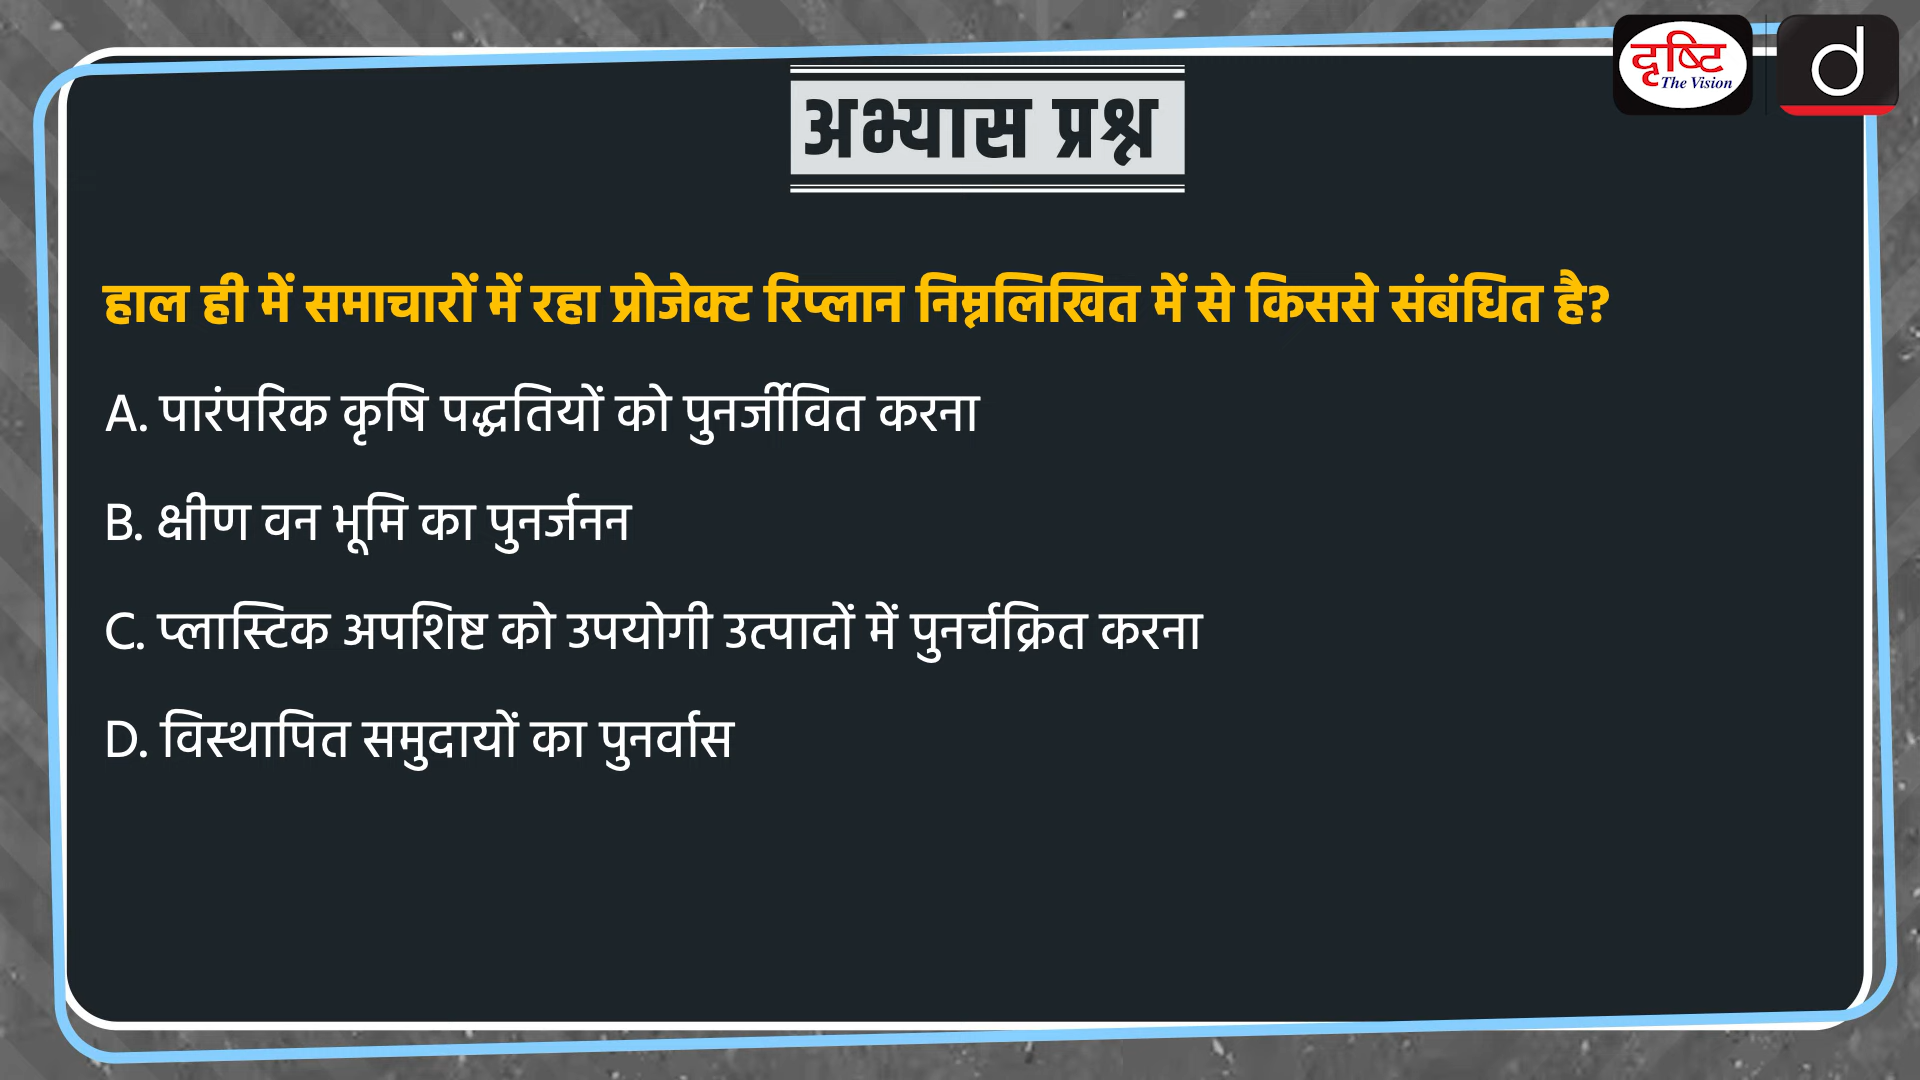 दृष्टि
The Vision
d
अभ्यास प्रश्न
हाल ही में समाचारों में रहा प्रोजेक्ट रिप्लान निम्नलिखित में से किससे संबंधित है?
A. पारंपरिक कृषि पद्धतियों को पुनर्जीवित करना
B. क्षीण वन भूमि का पुनर्जनन
C. प्लास्टिक अपशिष्ट को उपयोगी उत्पादों में पुनर्चक्रित करना
D. विस्थापित समुदायों का पुनर्वास